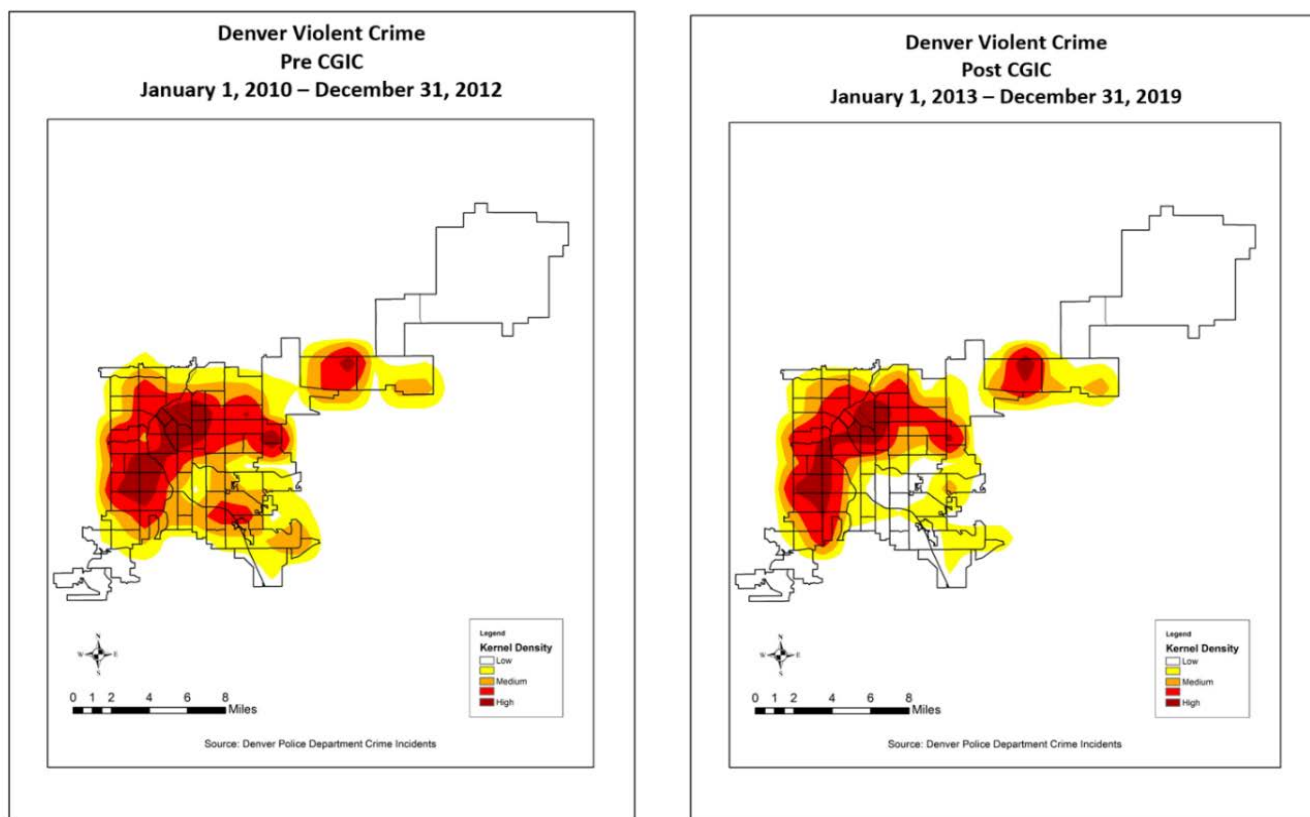 Denver Violent Crime
Pre CGIC
January 1, 2010 – December 31, 2012
N
W
E
S
0 1 2 4 6 8
Miles
Legend
Kernel Density
Low
Medium
High
Source: Denver Police Department Crime Incidents
Denver Violent Crime
Post CGIC
January 1, 2013 – December 31, 2019
N
W
E
S
0 1 2 4 6 8
Miles
Legend
Kernel Density
Low
Medium
High
Source: Denver Police Department Crime Incidents